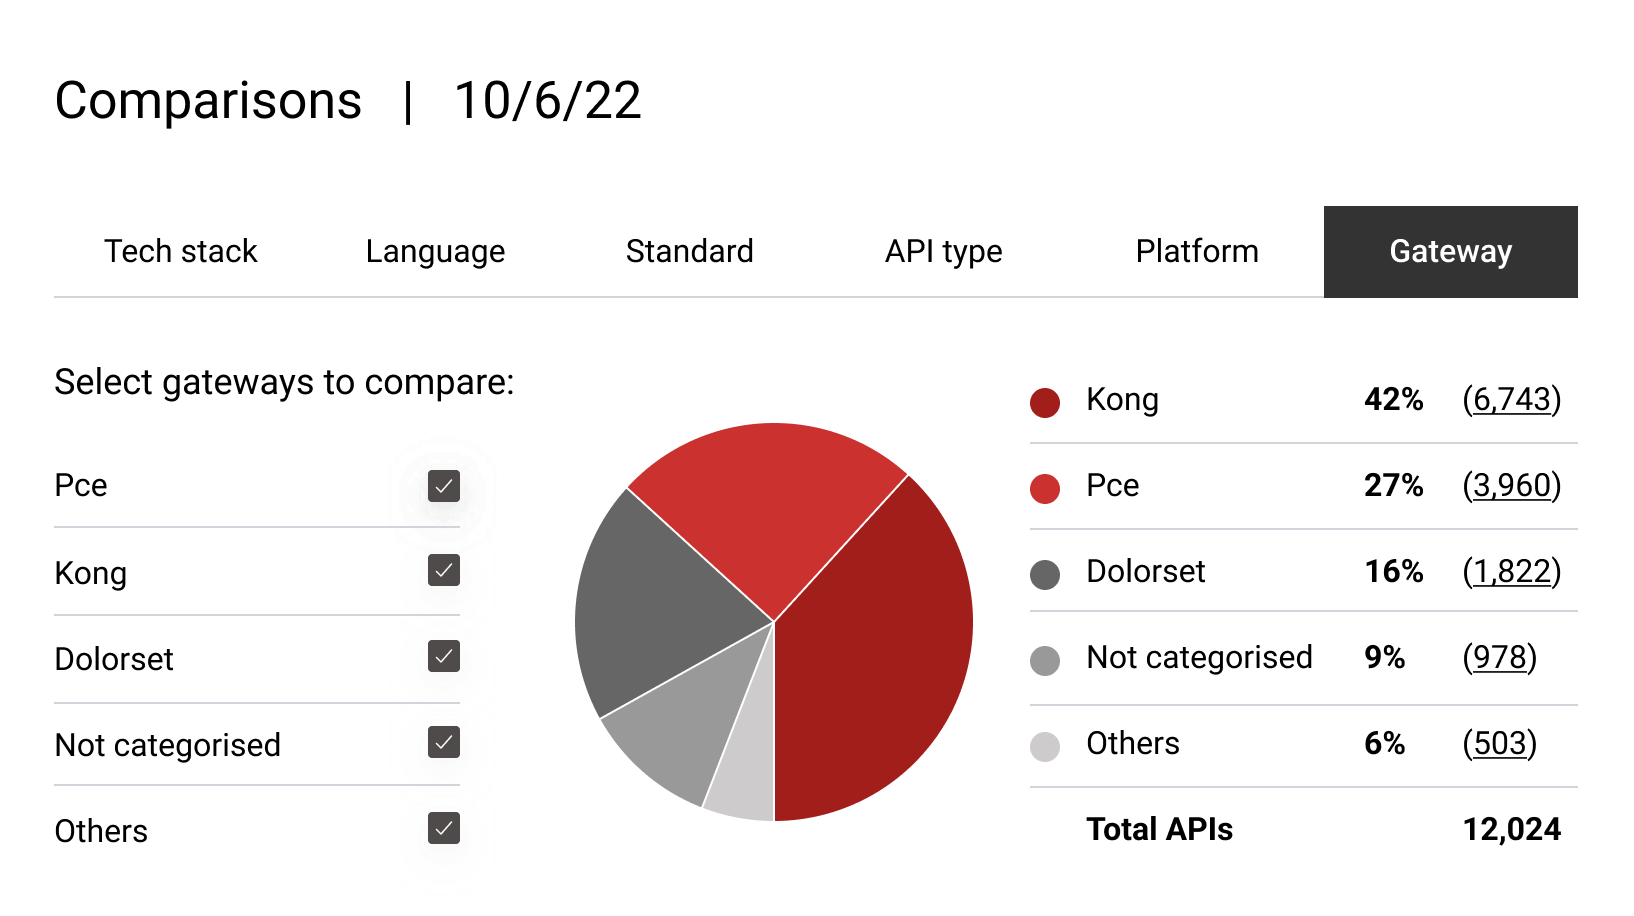 Comparisons | 10/6/22
Tech stack Language Standard API type Platform Gateway
Select gateways to compare:
Pce
Kong
Dolorset
Not categorised
Others
Kong 42% (6,743)
Pce 27% (3,960)
Dolorset 16% (1,822)
Not categorised 9% (978)
Others 6% (503)
Total APIs 12,024